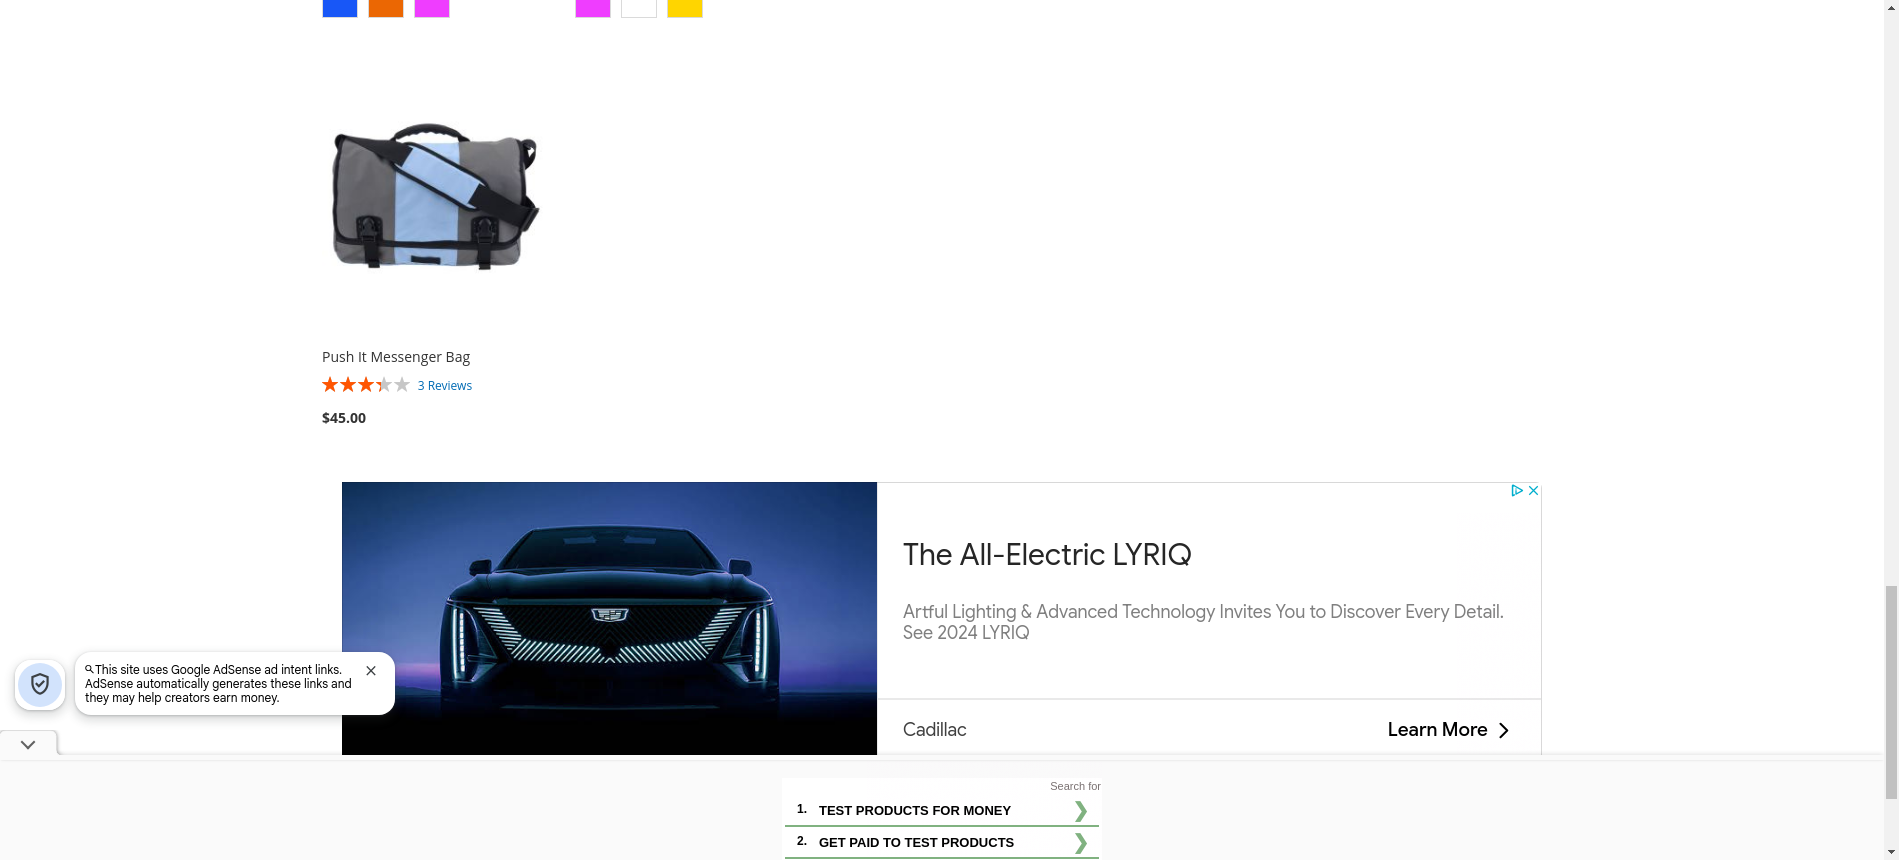 Push It Messenger Bag
3 Reviews
$45.00
The All-Electric LYRIQ
Artful Lighting & Advanced Technology Invites You to Discover Every Detail.
See 2024 LYRIQ
Cadillac
Learn More
This site uses Google AdSense ad intent links.
AdSense automatically generates these links and
they may help creators earn money.
Search for
1. TEST PRODUCTS FOR MONEY
2. GET PAID TO TEST PRODUCTS